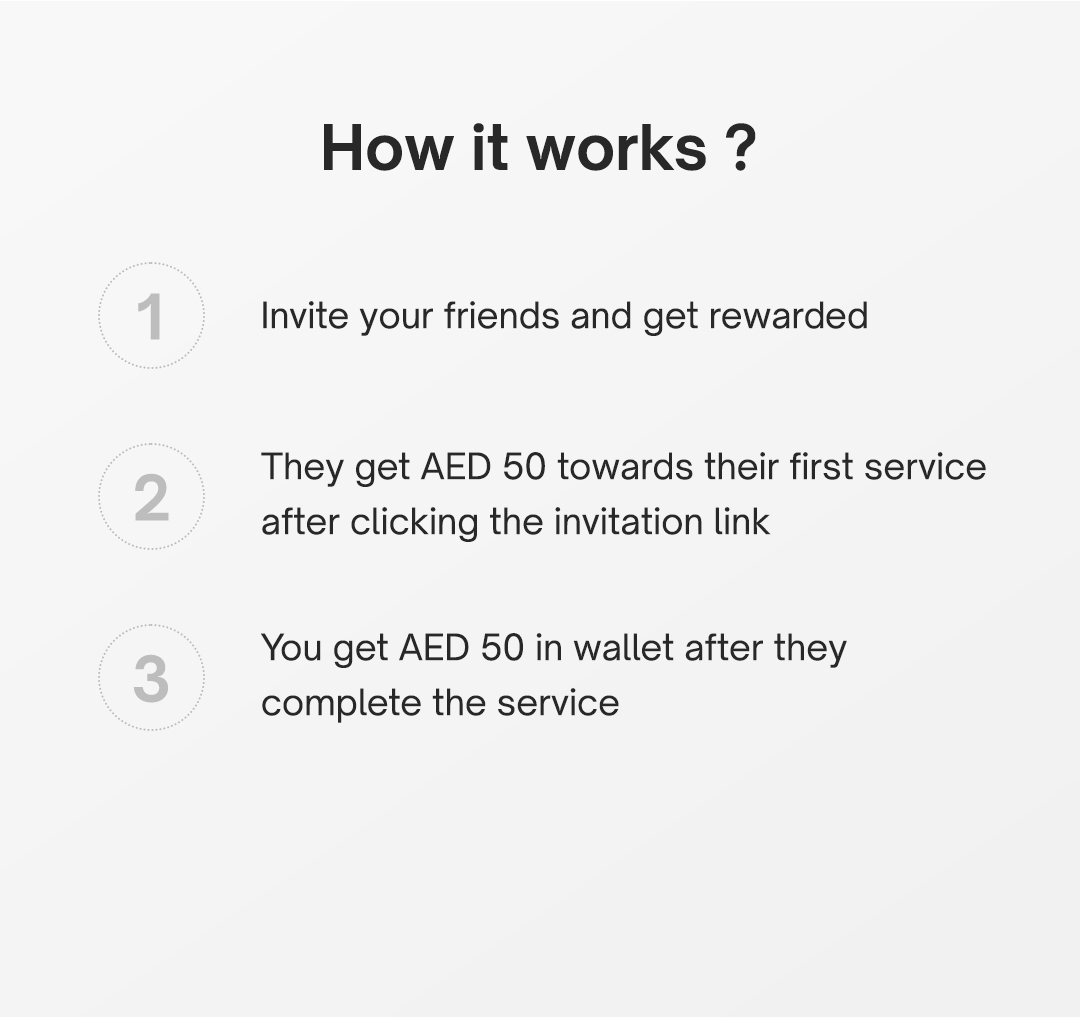 How it works ?
1
Invite your friends and get rewarded
2
They get AED 50 towards their first service
after clicking the invitation link
3
You get AED 50 in wallet after they
complete the service